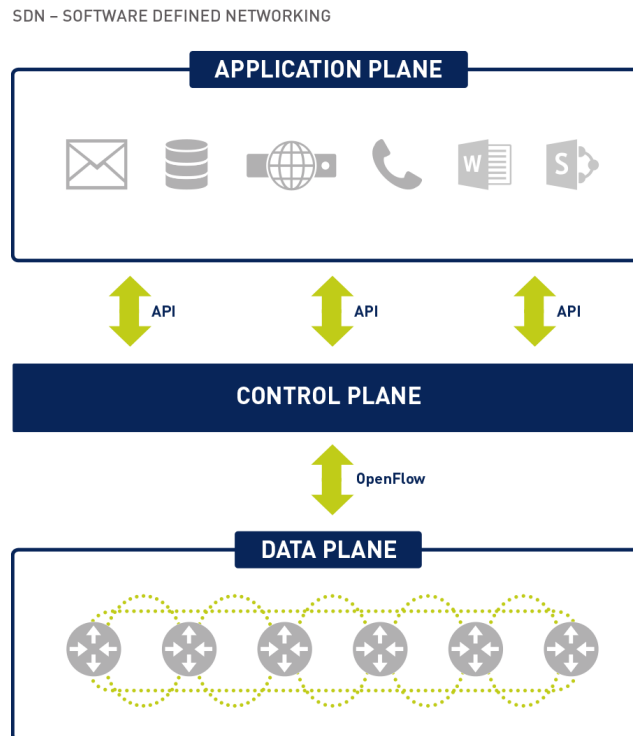 SDN – SOFTWARE DEFINED NETWORKING
APPLICATION PLANE
W
S
API
API
API
CONTROL PLANE
OpenFlow
DATA PLANE